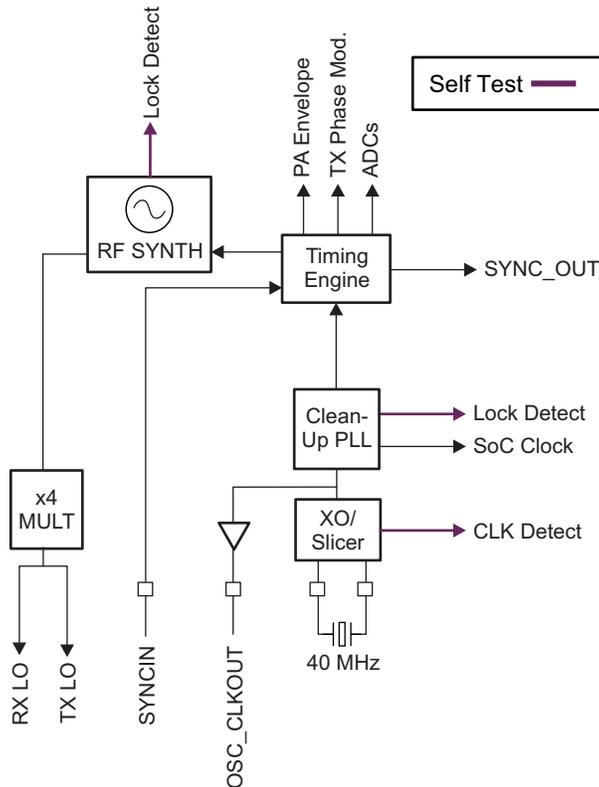 Lock Detect
PA Envelope
TX Phase Mod.
ADCs
Self Test
RF SYNTH
Timing
Engine
SYNC_OUT
Clean-
Up PLL
Lock Detect
SoC Clock
x4
MULT
XO/
Slicer
CLK Detect
40 MHz
RX LO
TX LO
SYNCIN
OSC_CLKOUT